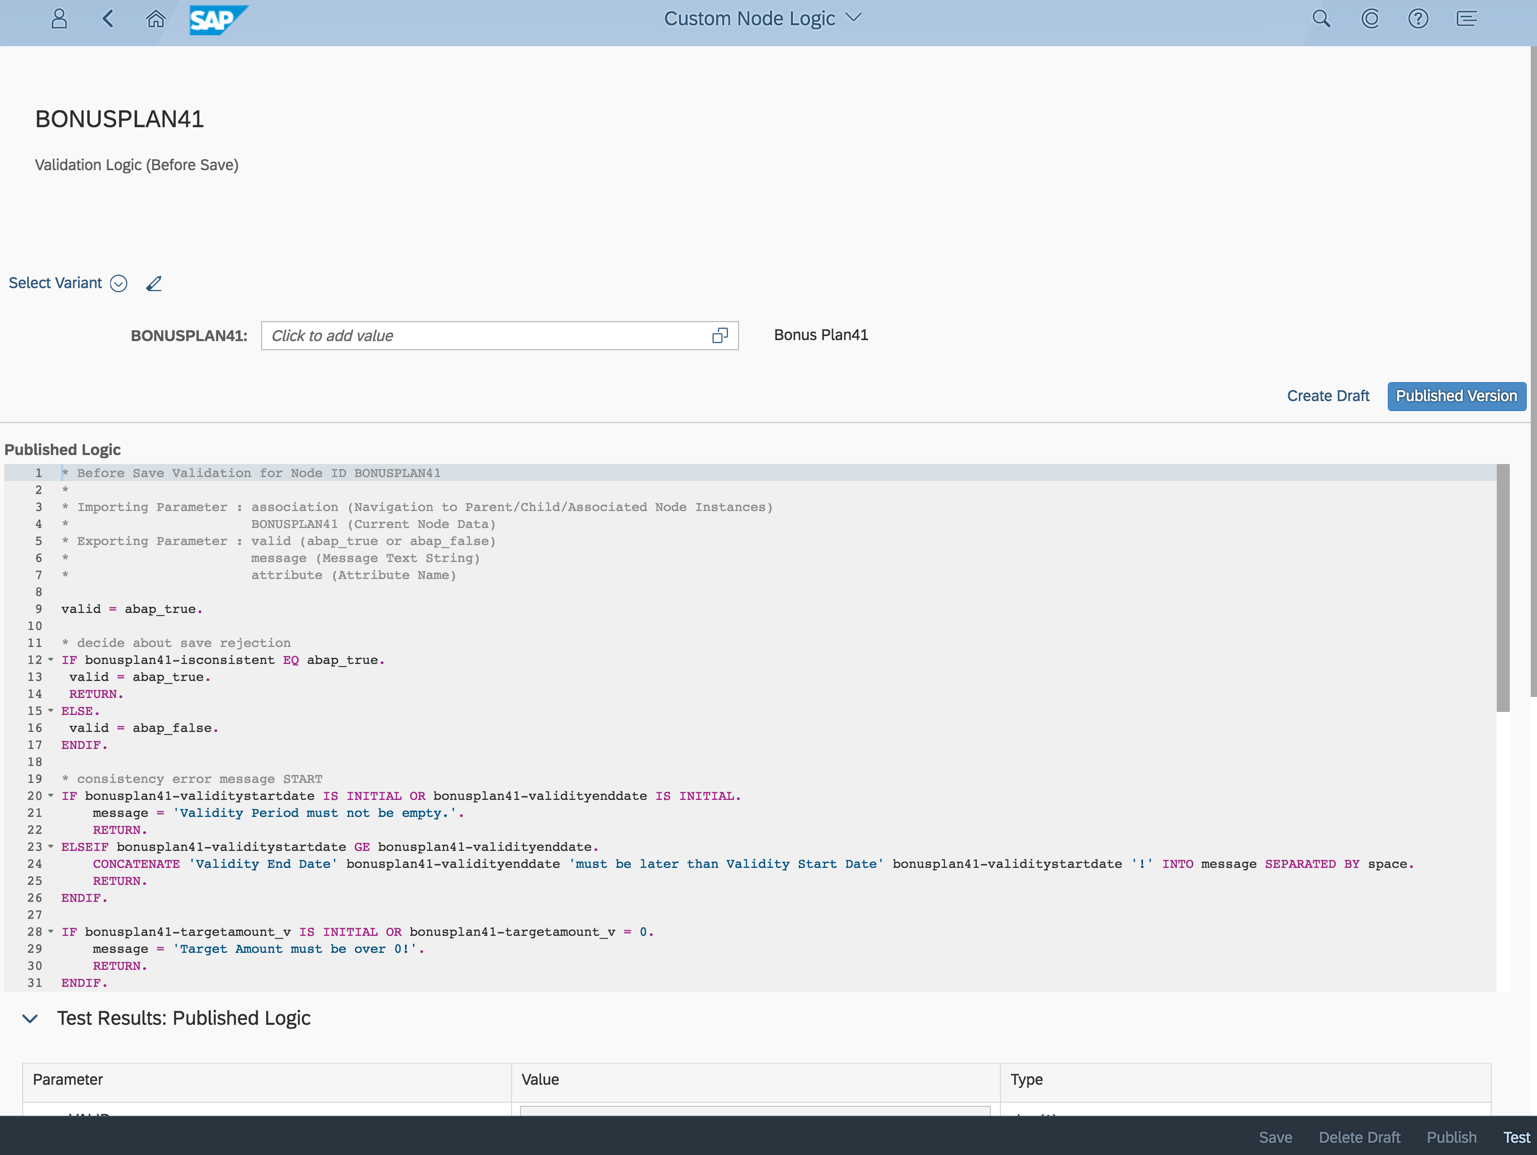 SAP
Custom Node Logic
BONUSPLAN41
Validation Logic (Before Save)
Select Variant
BONUSPLAN41: Click to add value Bonus Plan41
Create Draft Published Version
Published Logic
1 * Before Save Validation for Node ID BONUSPLAN41
2 *
3 * Importing Parameter : association (Navigation to Parent/Child/Associated Node Instances)
4 * BONUSPLAN41 (Current Node Data)
5 * Exporting Parameter : valid (abap_true or abap_false)
6 * message (Message Text String)
7 * attribute (Attribute Name)
8
9 valid = abap_true.
10
11 * decide about save rejection
12 IF bonusplan41-isconsistent EQ abap_true.
13 valid = abap_true.
14 RETURN.
15 ELSE.
16 valid = abap_false.
17 ENDIF.
18
19 * consistency error message START
20 IF bonusplan41-validitystartdate IS INITIAL OR bonusplan41-validityenddate IS INITIAL.
21 message = 'Validity Period must not be empty.'.
22 RETURN.
23 ELSEIF bonusplan41-validitystartdate GE bonusplan41-validityenddate.
24 CONCATENATE 'Validity End Date' bonusplan41-validityenddate 'must be later than Validity Start Date' bonusplan41-validitystartdate '!' INTO message SEPARATED BY space.
25 RETURN.
26 ENDIF.
27
28 IF bonusplan41-targetamount_v IS INITIAL OR bonusplan41-targetamount_v = 0.
29 message = 'Target Amount must be over 0!'.
30 RETURN.
31 ENDIF.
Test Results: Published Logic
Parameter Value Type
Save Delete Draft Publish Test